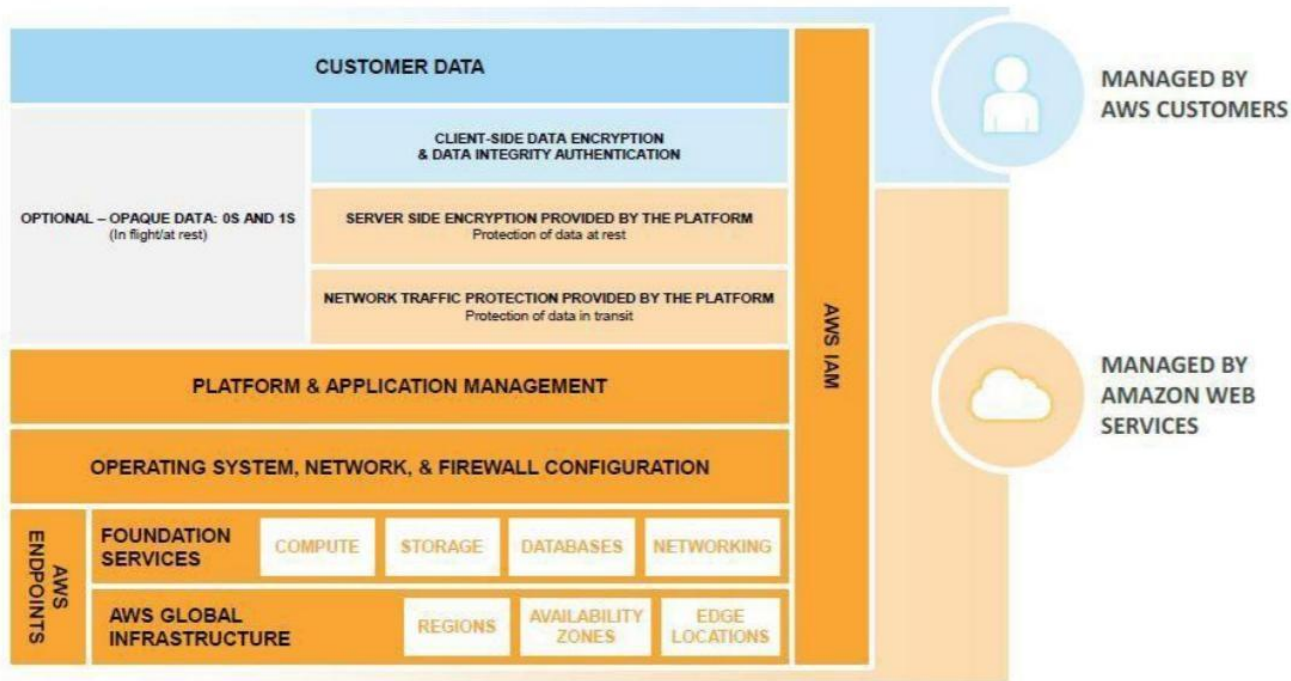 CUSTOMER DATA
CLIENT-SIDE DATA ENCRYPTION
& DATA INTEGRITY AUTHENTICATION
OPTIONAL – OPAQUE DATA: 0S AND 1S
(In flight/at rest)
SERVER SIDE ENCRYPTION PROVIDED BY THE PLATFORM
Protection of data at rest
NETWORK TRAFFIC PROTECTION PROVIDED BY THE PLATFORM
Protection of data in transit
PLATFORM & APPLICATION MANAGEMENT
OPERATING SYSTEM, NETWORK, & FIREWALL CONFIGURATION
AWS
ENDPOINTS
FOUNDATION
SERVICES
COMPUTE
STORAGE
DATABASES
NETWORKING
AWS GLOBAL
INFRASTRUCTURE
REGIONS
AVAILABILITY
ZONES
EDGE
LOCATIONS
AWS IAM
MANAGED BY
AWS CUSTOMERS
MANAGED BY
AMAZON WEB
SERVICES